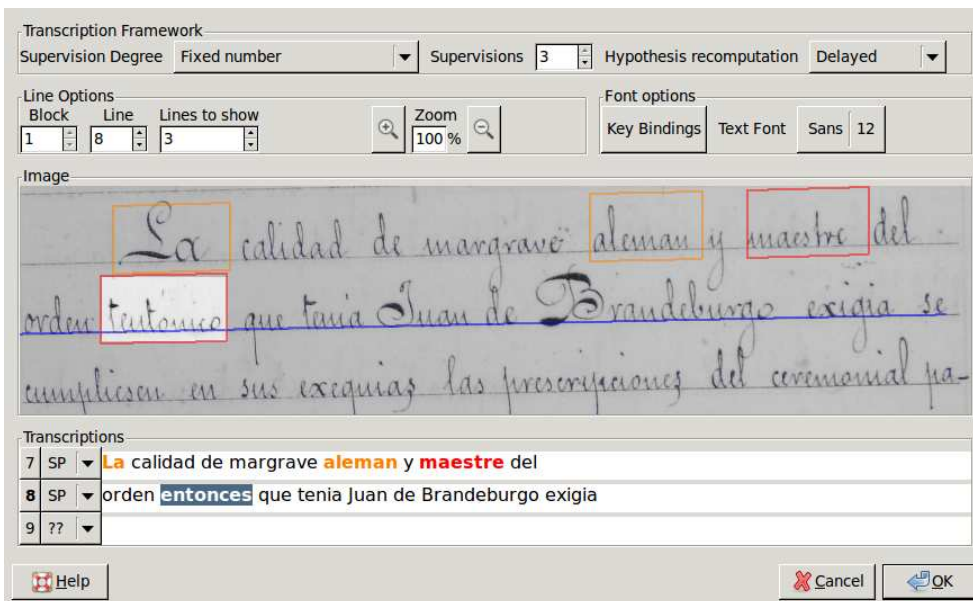 Transcription Framework
Supervision Degree Fixed number Supervisions 3 Hypothesis recomputation Delayed
Line Options
Font options
Block Line Lines to show Zoom
1 8 3 100 % Key Bindings Text Font Sans 12
Image
La calidad de margrave aleman y maestre del
orden teutonico que tenia Juan de Brandeburgo exigia se
cumpliesen en sus exequias las prescripciones del ceremonial pa-
Transcriptions
7 SP La calidad de margrave aleman y maestre del
8 SP orden entonces que tenia Juan de Brandeburgo exigia
9 ??
Help Cancel OK